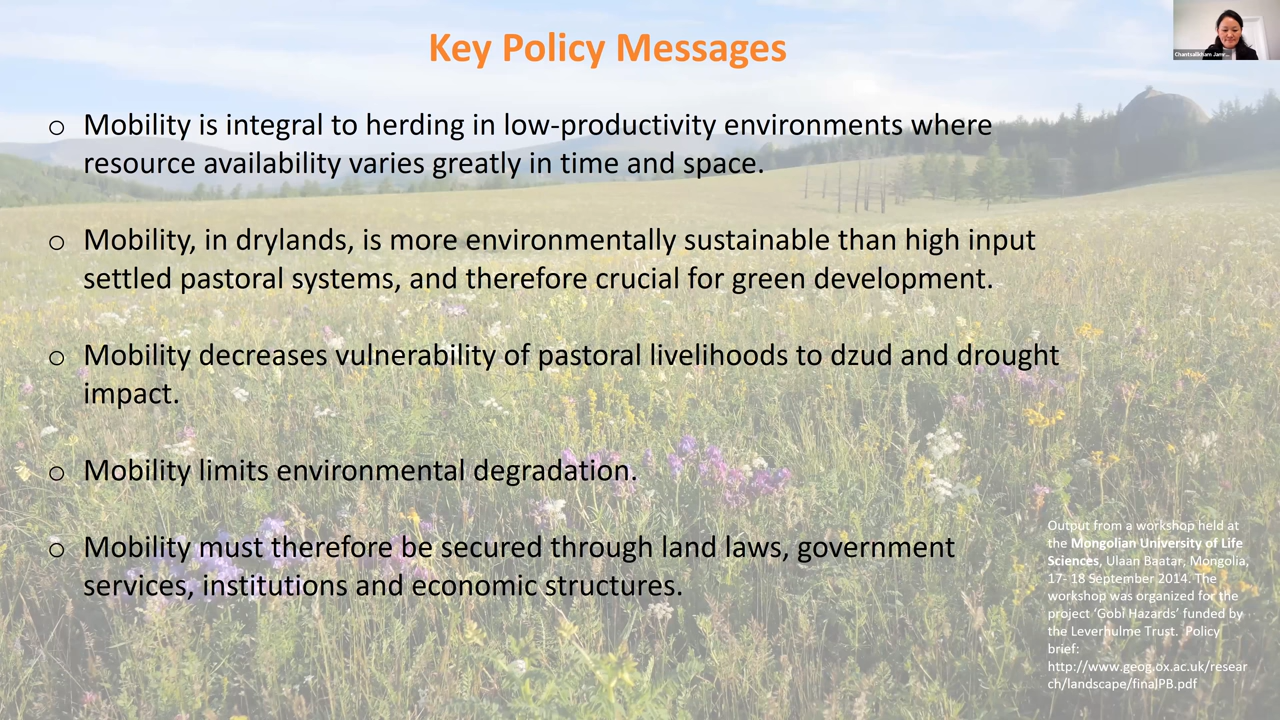 Key Policy Messages
Chantsallkham Jamr...
o Mobility is integral to herding in low-productivity environments where
resource availability varies greatly in time and space.
o Mobility, in drylands, is more environmentally sustainable than high input
settled pastoral systems, and therefore crucial for green development.
o Mobility decreases vulnerability of pastoral livelihoods to dzud and drought
impact.
o Mobility limits environmental degradation.
o Mobility must therefore be secured through land laws, government
services, institutions and economic structures.
Output from a workshop held at
the Mongolian University of Life
Sciences, Ulaan Baatar, Mongolia,
17- 18 September 2014. The
workshop was organized for the
project ‘Gobi Hazards’ funded by
the Leverhulme Trust. Policy
brief:
http://www.geog.ox.ac.uk/resear
ch/landscape/finalPB.pdf